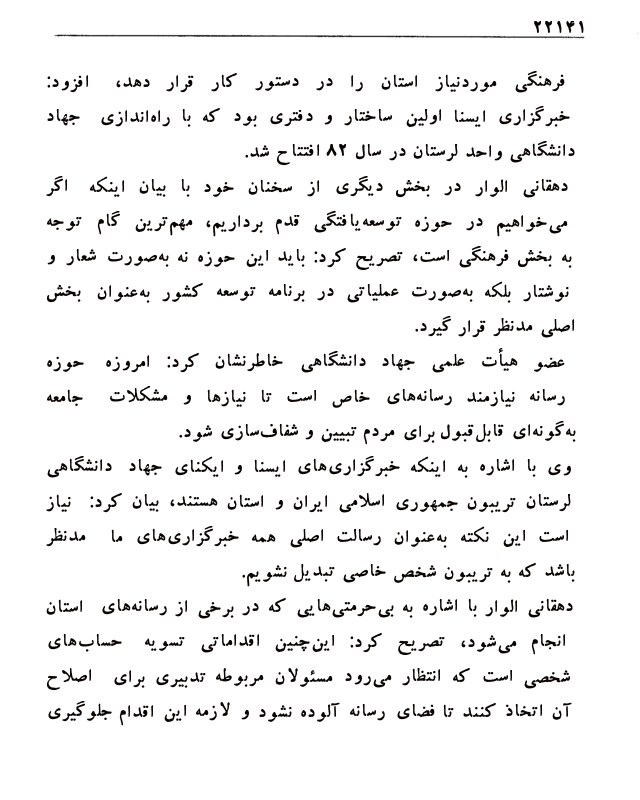 ۲۲۱۴۱
فرهنگی موردنیاز استان را در دستور کار قرار دهد، افزود:
خبرگزاری ایسنا اولین ساختار و دفتری بود که با راه‌اندازی جهاد
دانشگاهی واحد لرستان در سال ۸۲ افتتاح شد.
دهقانی الوار در بخش دیگری از سخنان خود با بیان اینکه اگر
می‌خواهیم در حوزه توسعه‌یافتگی قدم برداریم، مهم‌ترین گام توجه
به بخش فرهنگی است، تصریح کرد: باید این حوزه نه به‌صورت شعار و
نوشتار بلکه به‌صورت عملیاتی در برنامه توسعه کشور به‌عنوان بخش
اصلی مدنظر قرار گیرد.
عضو هیأت علمی جهاد دانشگاهی خاطرنشان کرد: امروزه حوزه
رسانه نیازمند رسانه‌های خاص است تا نیازها و مشکلات جامعه
به‌گونه‌ای قابل‌قبول برای مردم تبیین و شفاف‌سازی شود.
وی با اشاره به اینکه خبرگزاری‌های ایسنا و ایکنای جهاد دانشگاهی
لرستان تریبون جمهوری اسلامی ایران و استان هستند، بیان کرد: نیاز
است این نکته به‌عنوان رسالت اصلی همه خبرگزاری‌های ما مدنظر
باشد که به تریبون شخص خاصی تبدیل نشویم.
دهقانی الوار با اشاره به بی‌حرمتی‌هایی که در برخی از رسانه‌های استان
انجام می‌شود، تصریح کرد: این‌چنین اقداماتی تسویه حساب‌های
شخصی است که انتظار می‌رود مسئولان مربوطه تدبیری برای اصلاح
آن اتخاذ کنند تا فضای رسانه آلوده نشود و لازمه این اقدام جلوگیری